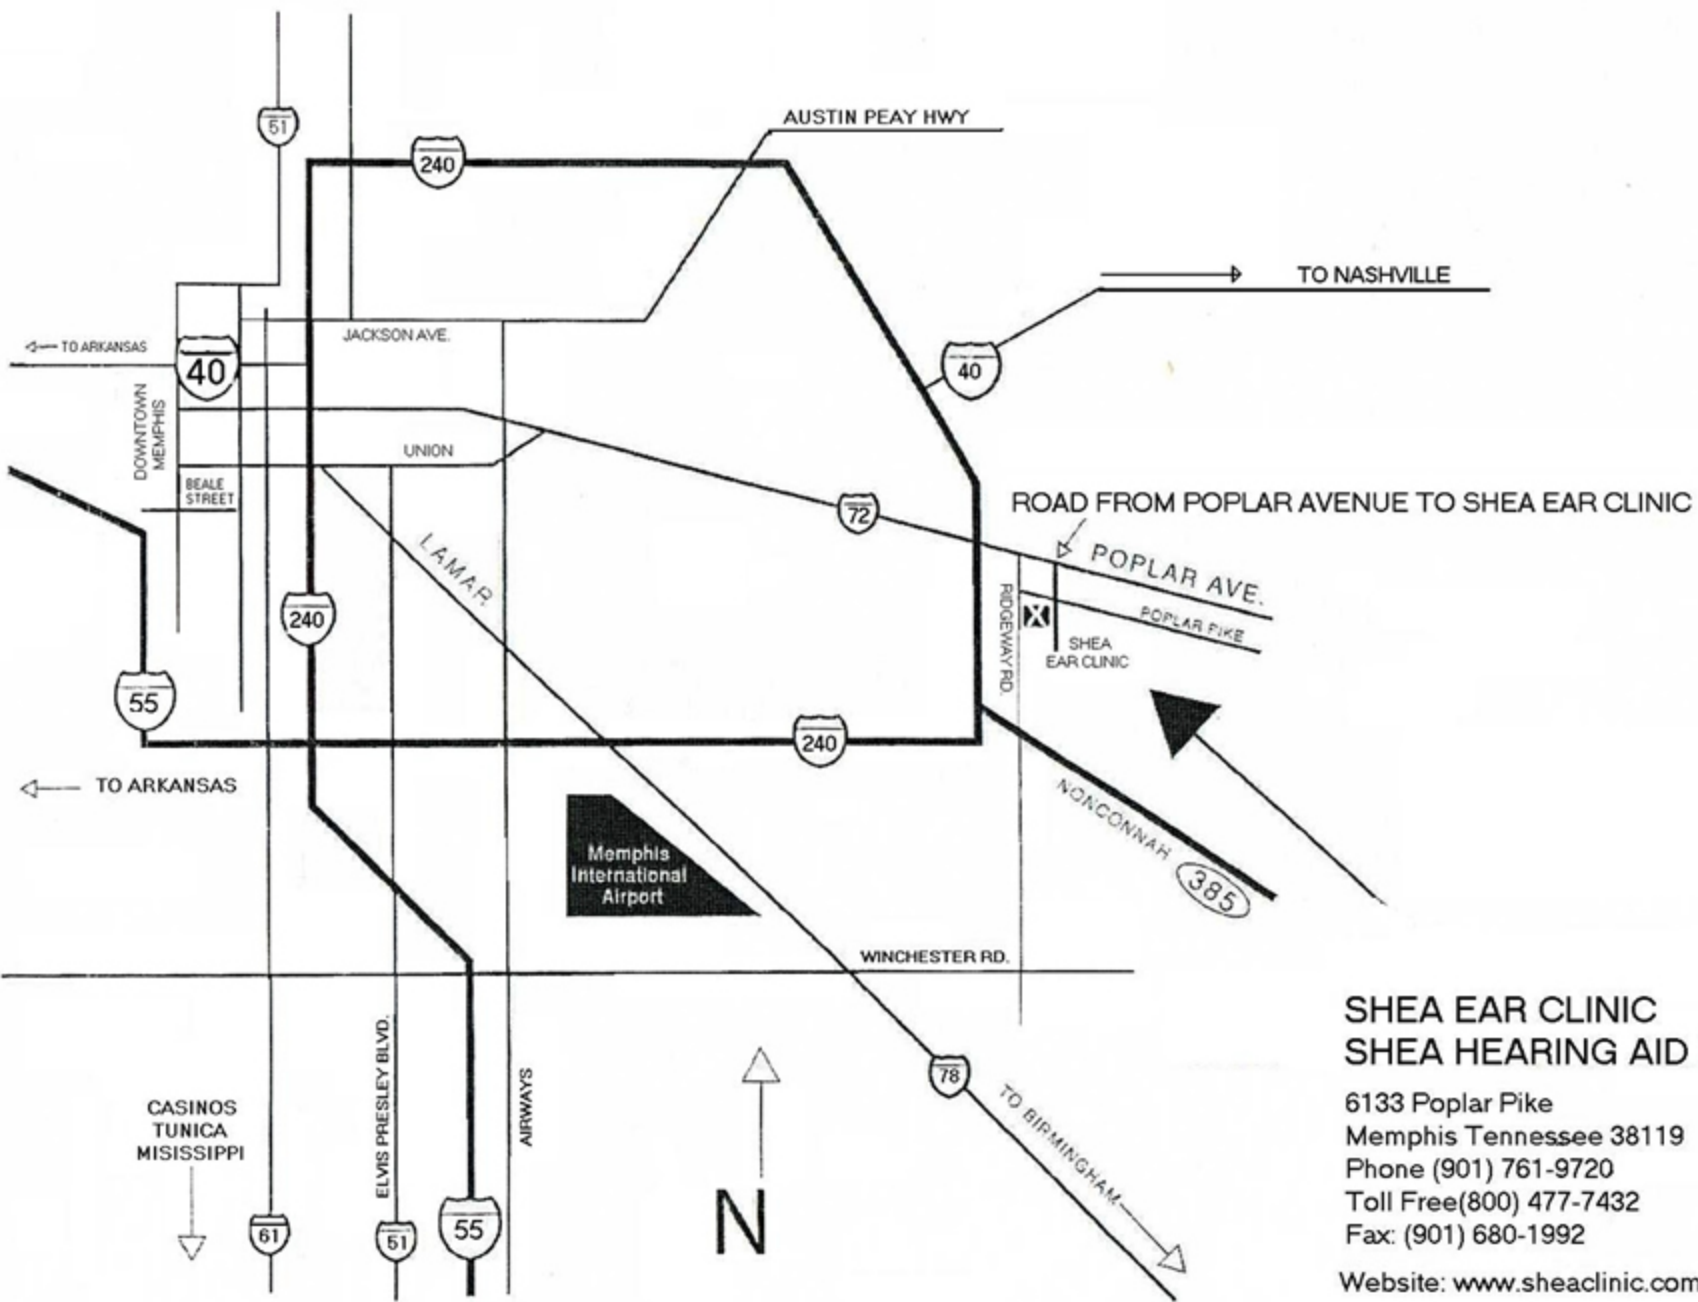 51
240
AUSTIN PEAY HWY
TO NASHVILLE
JACKSON AVE.
TO ARKANSAS
40
40
DOWNTOWN
MEMPHIS
UNION
BEALE
STREET
72
ROAD FROM POPLAR AVENUE TO SHEA EAR CLINIC
LAMAR
POPLAR AVE.
POPLAR PIKE
RIDGEWAY RD.
X
SHEA
EAR CLINIC
240
55
240
TO ARKANSAS
NONCONNAH
385
Memphis
International
Airport
WINCHESTER RD.
78
TO BIRMINGHAM
CASINOS
TUNICA
MISISSIPPI
ELVIS PRESLEY BLVD.
AIRWAYS
61
51
55
N
SHEA EAR CLINIC
SHEA HEARING AID
6133 Poplar Pike
Memphis Tennessee 38119
Phone (901) 761-9720
Toll Free(800) 477-7432
Fax: (901) 680-1992
Website: www.sheaclinic.com